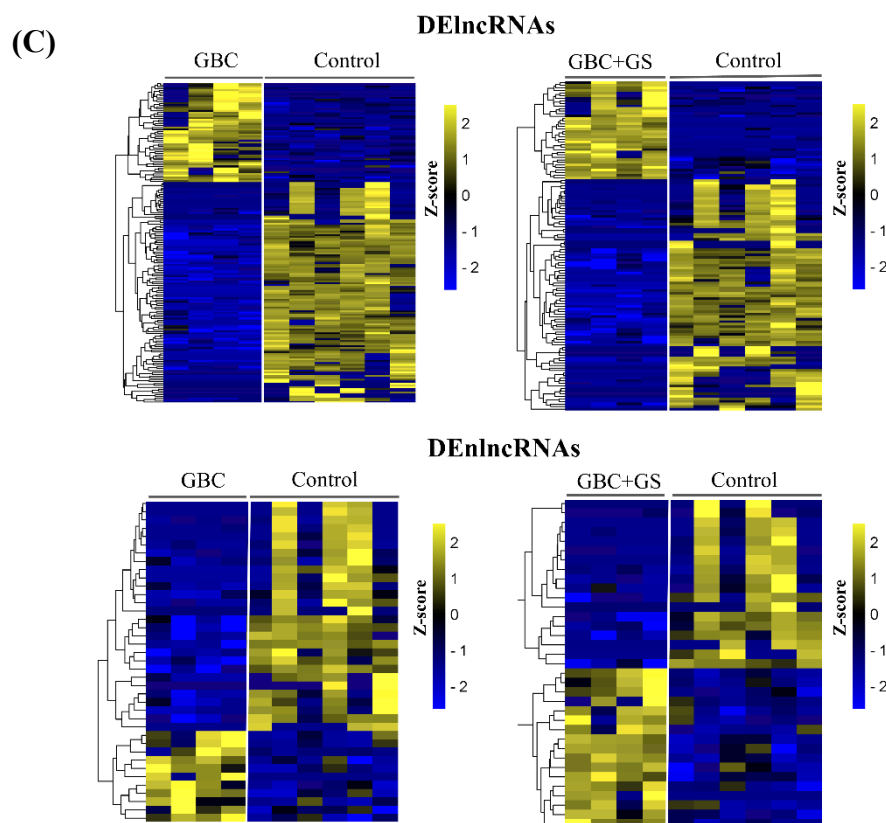 (C)
DElncRNAs
GBC Control
2
1
0
- 1
- 2
Z-score
GBC+GS Control
2
1
0
- 1
- 2
Z-score
DEnlncRNAs
GBC Control
2
1
0
- 1
- 2
Z-score
GBC+GS Control
2
1
0
- 1
- 2
Z-score